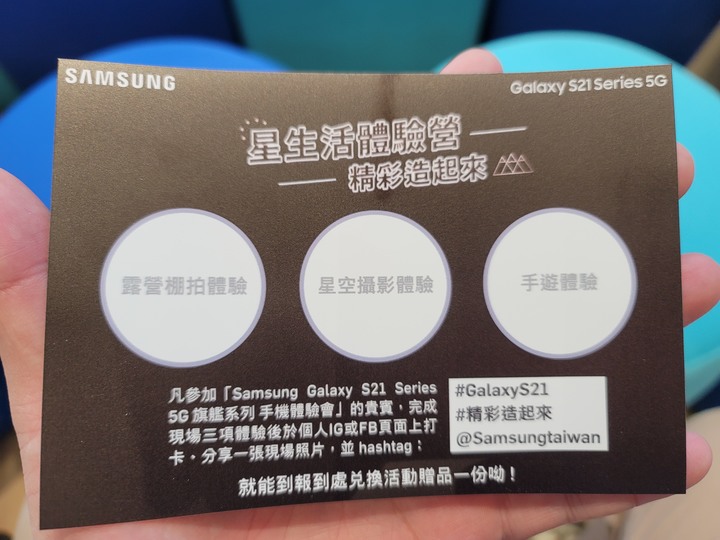 SAMSUNG
Galaxy S21 Series 5G
星生活體驗營
精彩造起來
露營棚拍體驗
星空攝影體驗
手遊體驗
凡參加「Samsung Galaxy S21 Series
5G 旗艦系列 手機體驗會」的貴賓，完成
現場三項體驗後於個人IG或FB頁面上打
卡、分享一張現場照片，並 hashtag：
#GalaxyS21
#精彩造起來
@Samsungtaiwan
就能到報到處兌換活動贈品一份呦！